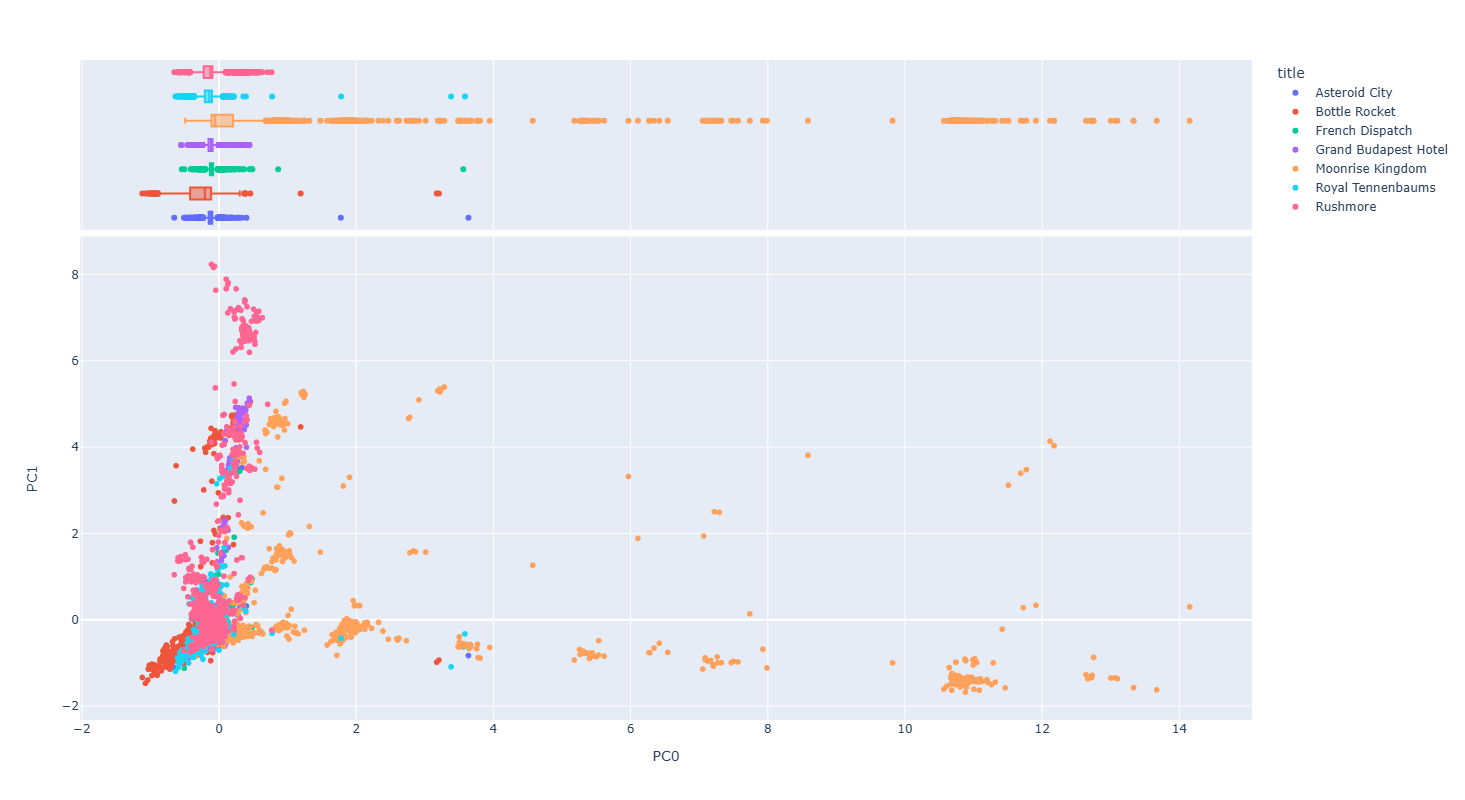 title
Asteroid City
Bottle Rocket
French Dispatch
Grand Budapest Hotel
Moonrise Kingdom
Royal Tennenbaums
Rushmore
8
6
4
2
0
−2
PC1
−2 0 2 4 6 8 10 12 14
PC0